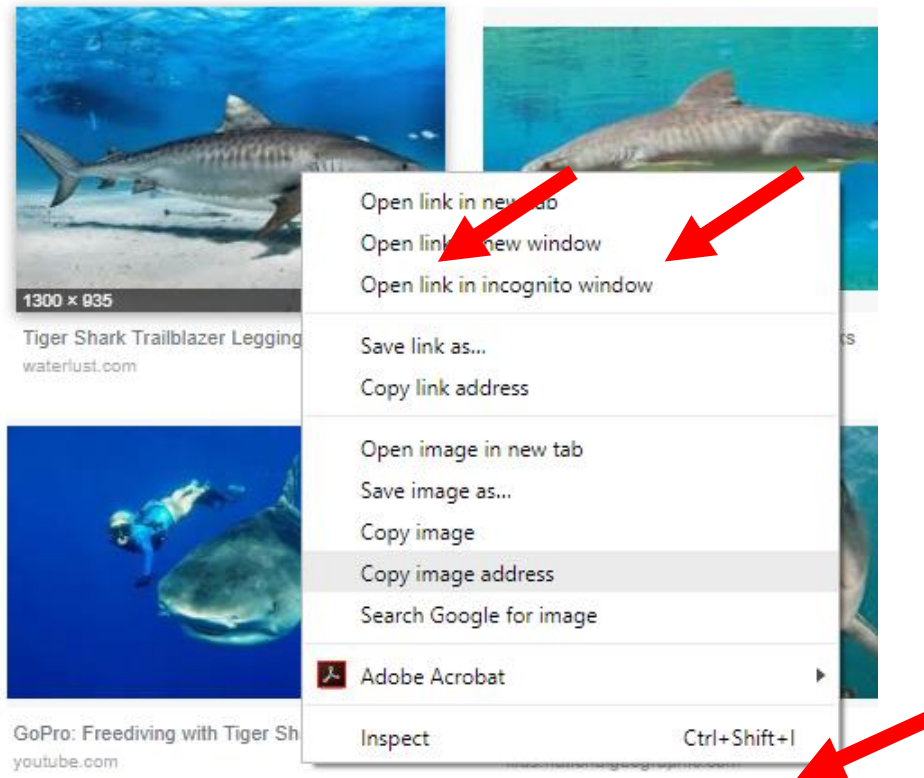 1300 × 935
Tiger Shark Trailblazer Legging
waterlust.com
Open link in new tab
Open link in new window
Open link in incognito window
Save link as...
Copy link address
Open image in new tab
Save image as...
Copy image
Copy image address
Search Google for image
Adobe Acrobat
Inspect Ctrl+Shift+I
GoPro: Freediving with Tiger Sh
youtube.com